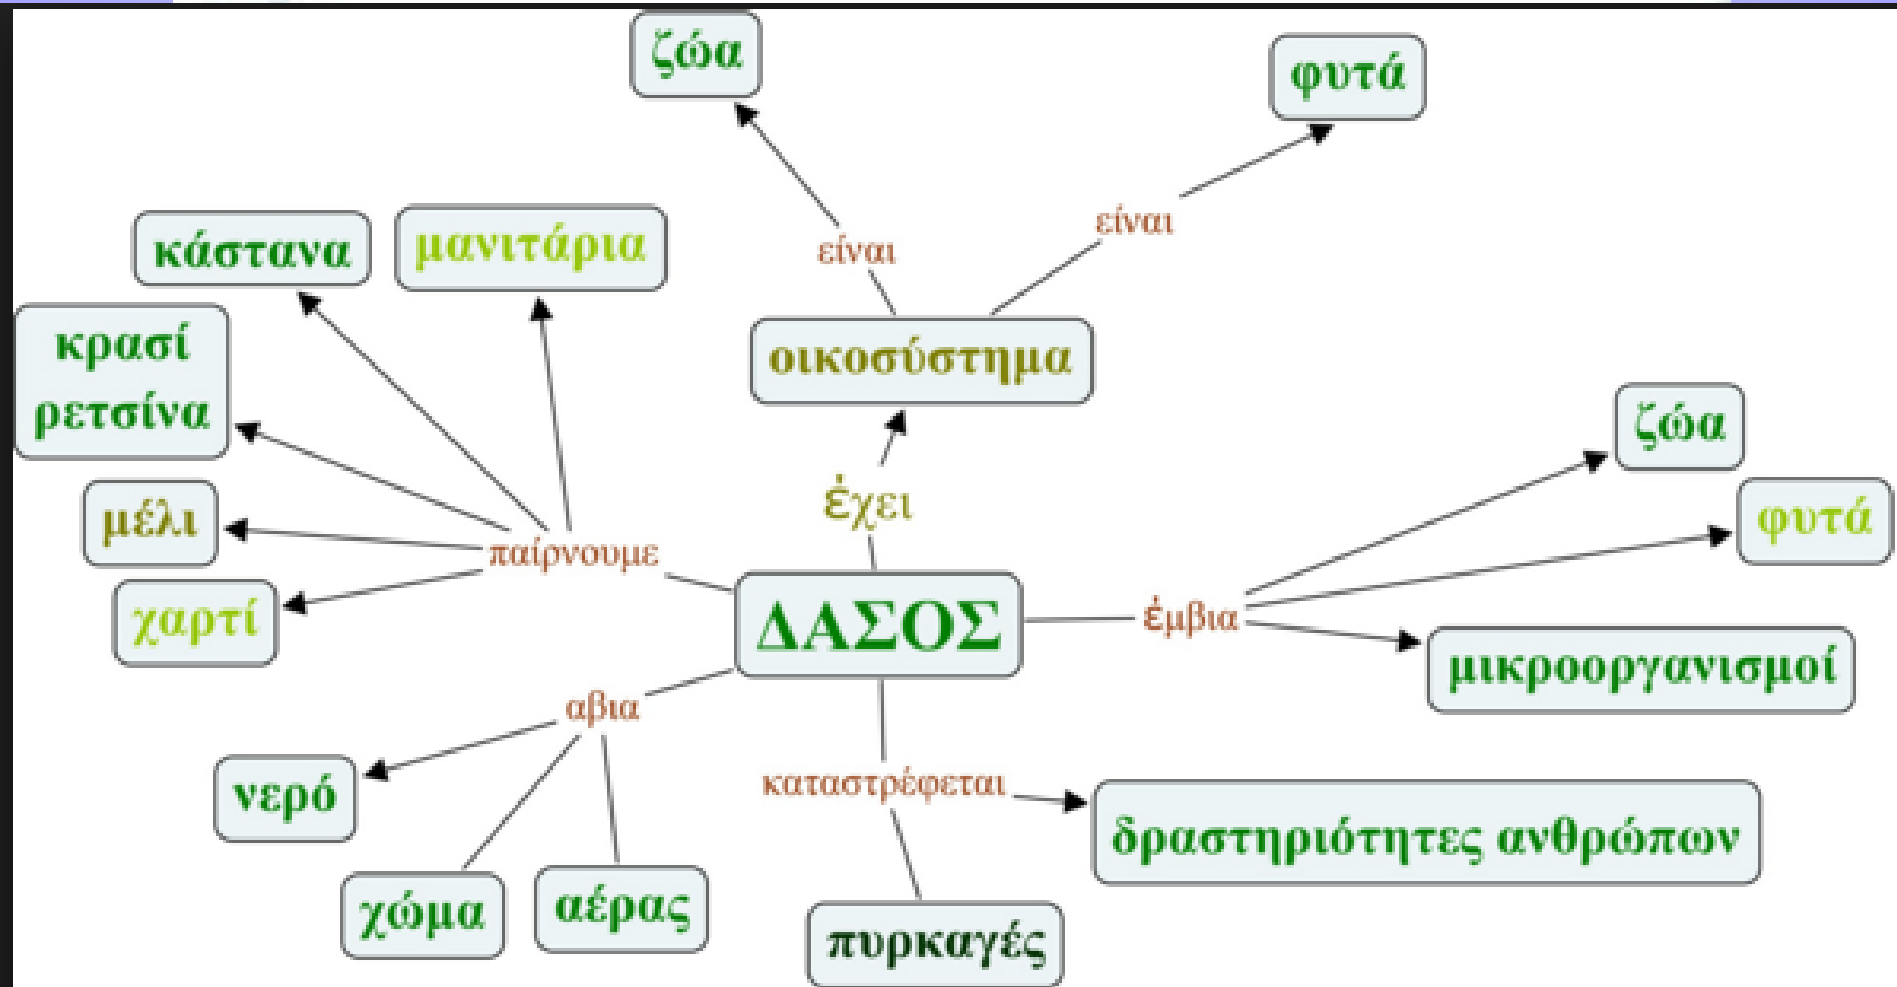 ζώα
φυτά
είναι
είναι
κάστανα
μανιτάρια
κρασί
ρετσίνα
οικοσύστημα
μέλι
έχει
ζώα
φυτά
παίρνουμε
χαρτί
ΔΑΣΟΣ
έμβια
μικροοργανισμοί
αβια
νερό
καταστρέφεται
δραστηριότητες ανθρώπων
χώμα
αέρας
πυρκαγές